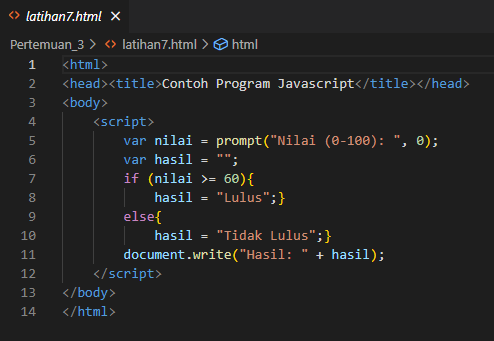 latihan7.html
Pertemuan_3 > latihan7.html > html
1 <html>
2 <head><title>Contoh Program Javascript</title></head>
3 <body>
4     <script>
5         var nilai = prompt("Nilai (0-100): ", 0);
6         var hasil = "";
7         if (nilai >= 60){
8             hasil = "Lulus";}
9         else{
10             hasil = "Tidak Lulus";}
11         document.write("Hasil: " + hasil);
12     </script>
13 </body>
14 </html>